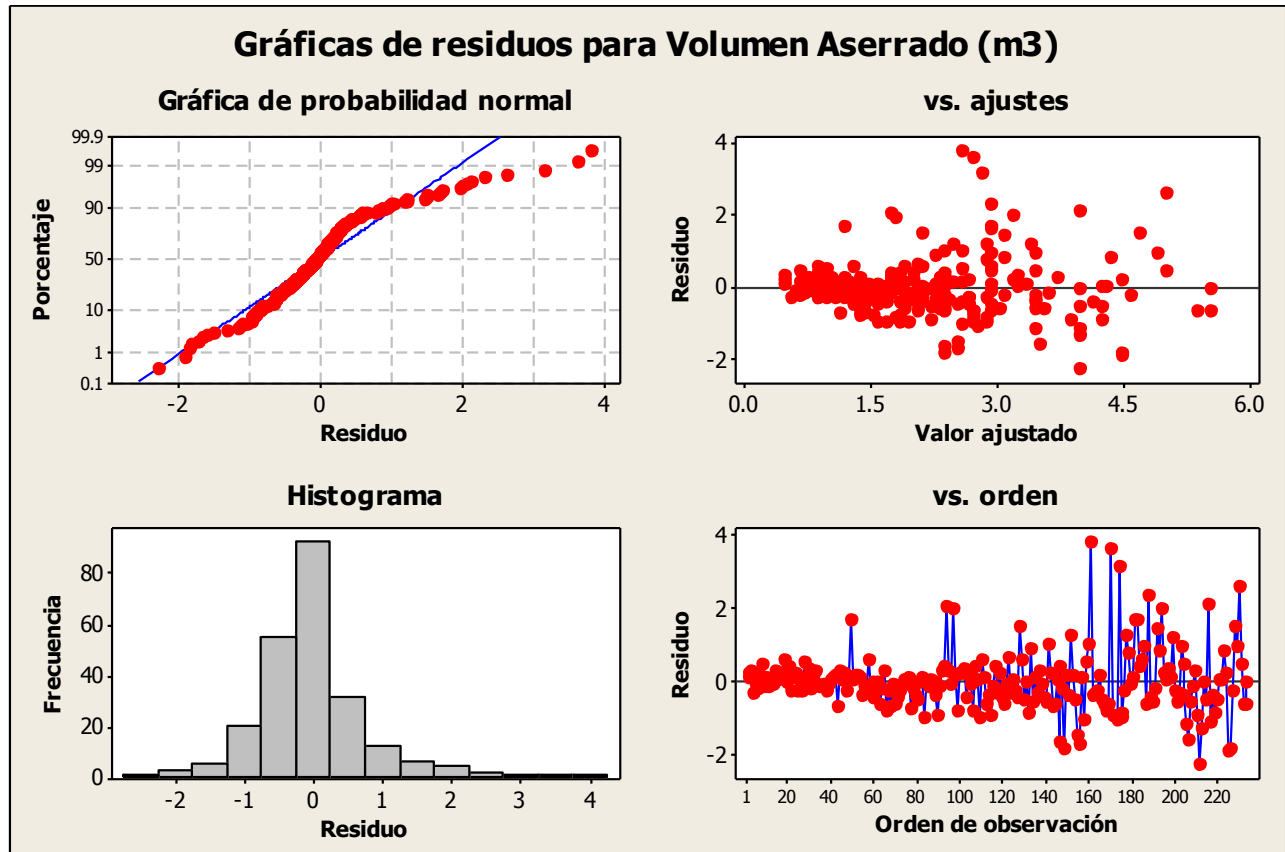 Gráficas de residuos para Volumen Aserrado (m3)
Gráfica de probabilidad normal
99.9
99
90
50
10
1
0.1
Porcentaje
-2 0 2 4
Residuo
vs. ajustes
4
2
0
-2
Residuo
0.0 1.5 3.0 4.5 6.0
Valor ajustado
Histograma
80
60
40
20
0
Frecuencia
-2 -1 0 1 2 3 4
Residuo
vs. orden
4
2
0
-2
Residuo
1 20 40 60 80 100 120 140 160 180 200 220
Orden de observación